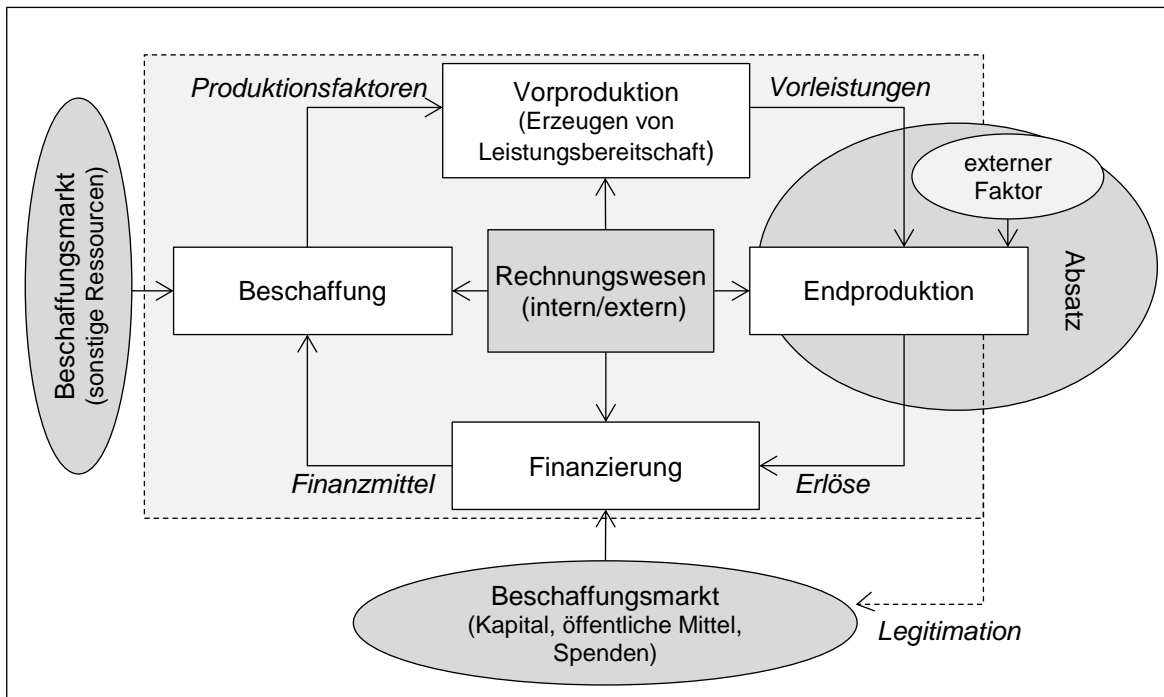 Produktionsfaktoren
Vorproduktion
(Erzeugen von
Leistungsbereitschaft)
Vorleistungen
externer
Faktor
Beschaffungsmarkt
(sonstige Ressourcen)
Beschaffung
Rechnungswesen
(intern/extern)
Endproduktion
Absatz
Finanzmittel
Finanzierung
Erlöse
Beschaffungsmarkt
(Kapital, öffentliche Mittel,
Spenden)
Legitimation